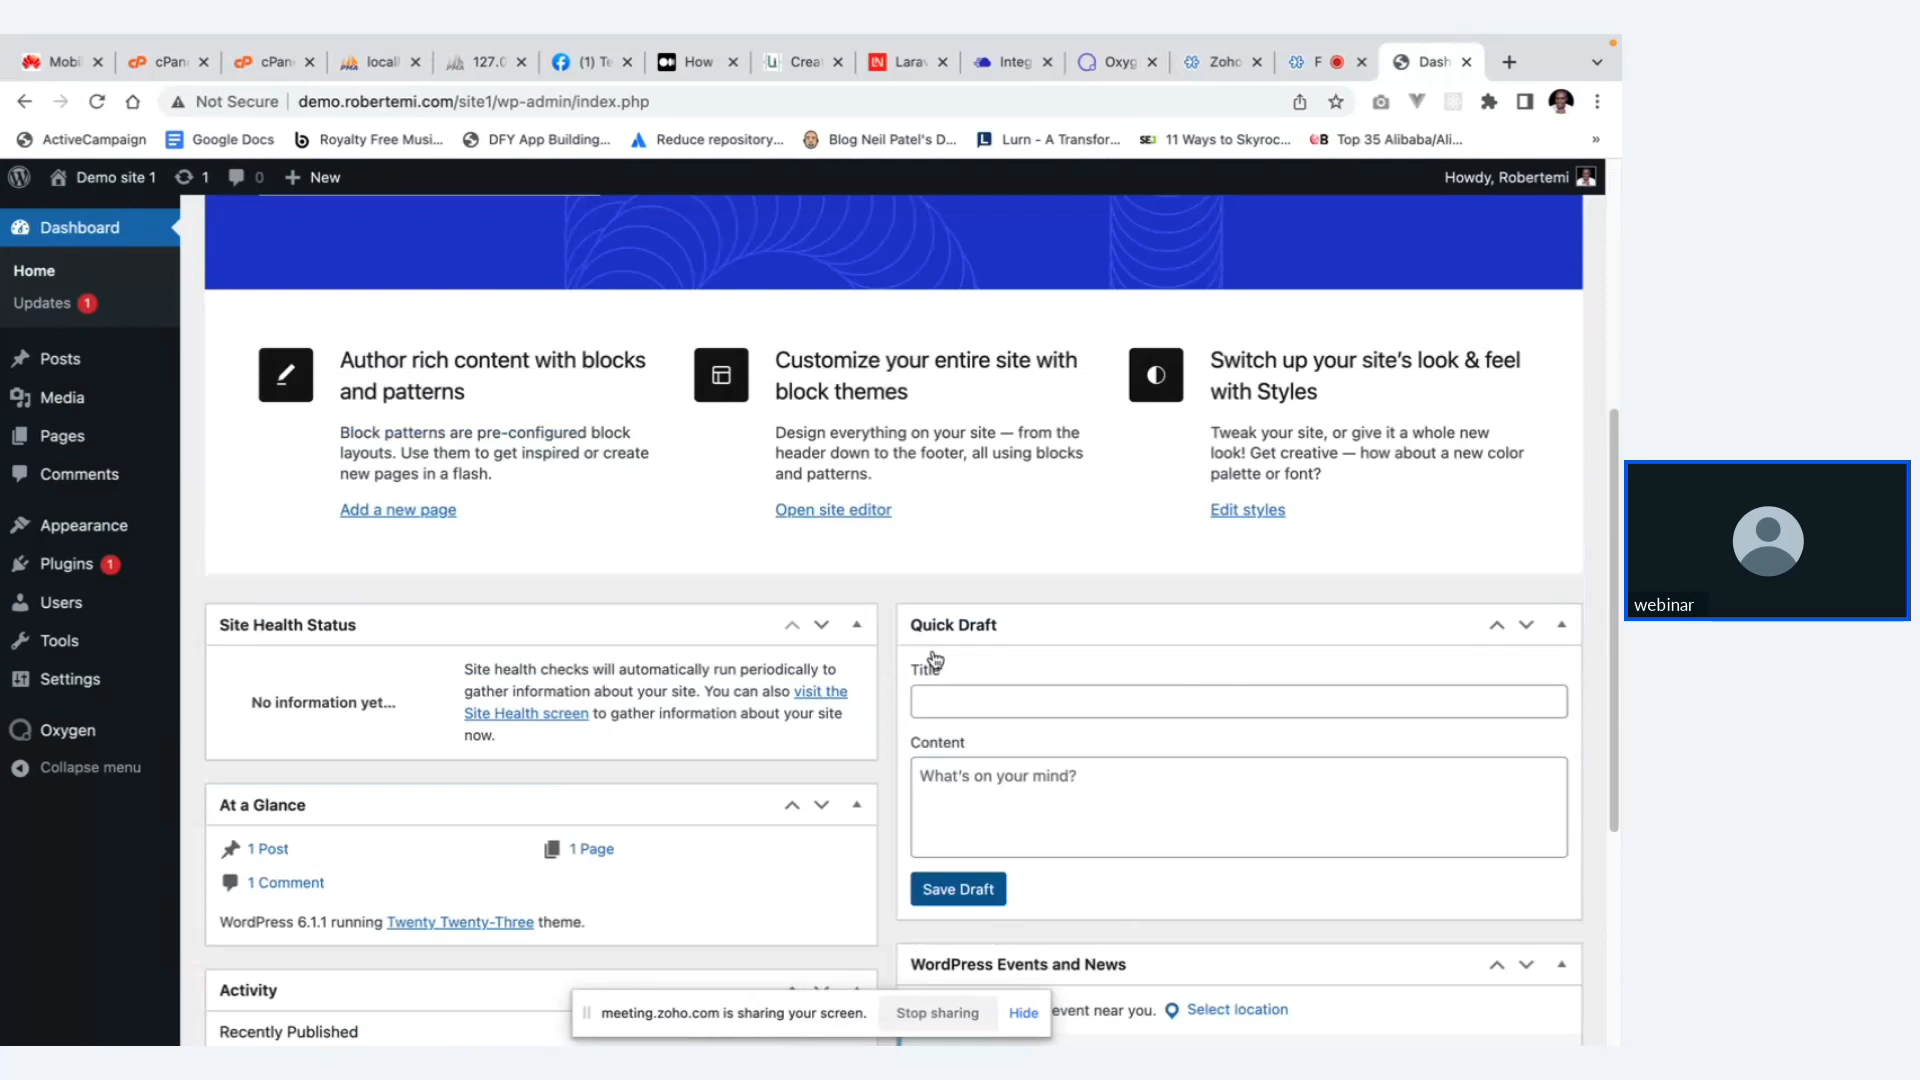 Mobi
cPan
cPan
locall
127.0
(1) Te
How
Crea
Larav
Integ
Oxyg
Zoho
F
Dash
Not Secure
demo.robertemi.com/site1/wp-admin/index.php
ActiveCampaign
Google Docs
Royalty Free Musi...
DFY App Building...
Reduce repository...
Blog Neil Patel's D...
Lurn - A Transfor...
11 Ways to Skyroc...
Top 35 Alibaba/Ali...
»
Demo site 1
1
0
New
Howdy, Robertemi
Dashboard
Home
Updates 1
Posts
Media
Pages
Comments
Appearance
Plugins 1
Users
Tools
Settings
Oxygen
Collapse menu
Author rich content with blocks
and patterns
Block patterns are pre-configured block
layouts. Use them to get inspired or create
new pages in a flash.
Add a new page
Customize your entire site with
block themes
Design everything on your site — from the
header down to the footer, all using blocks
and patterns.
Open site editor
Switch up your site's look & feel
with Styles
Tweak your site, or give it a whole new
look! Get creative — how about a new color
palette or font?
Edit styles
Site Health Status
No information yet...
Site health checks will automatically run periodically to
gather information about your site. You can also visit the
Site Health screen to gather information about your site
now.
At a Glance
1 Post
1 Page
1 Comment
WordPress 6.1.1 running Twenty Twenty-Three theme.
Activity
Recently Published
Quick Draft
Title
Content
What's on your mind?
Save Draft
WordPress Events and News
event near you.
Select location
meeting.zoho.com is sharing your screen.
Stop sharing
Hide
webinar